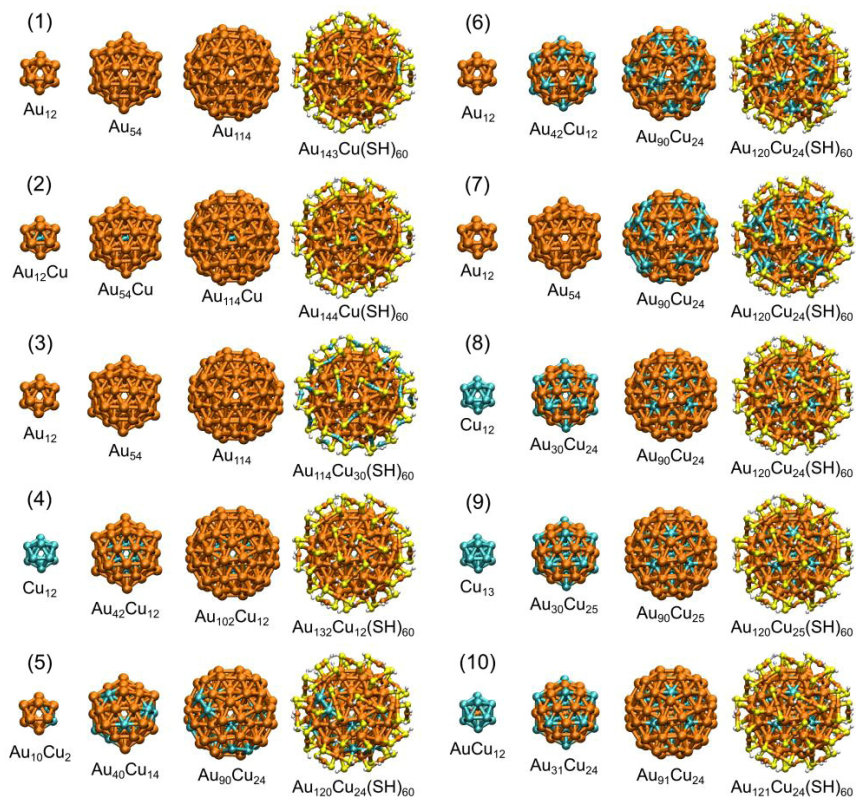 (1)
Au₁₂
Au₅₄
Au₁₁₄
Au₁₄₃Cu(SH)₆₀
(2)
Au₁₂Cu
Au₅₄Cu
Au₁₁₄Cu
Au₁₄₄Cu(SH)₆₀
(3)
Au₁₂
Au₅₄
Au₁₁₄
Au₁₁₄Cu₃₀(SH)₆₀
(4)
Cu₁₂
Au₄₂Cu₁₂
Au₁₀₂Cu₁₂
Au₁₃₂Cu₁₂(SH)₆₀
(5)
Au₁₀Cu₂
Au₄₀Cu₁₄
Au₉₀Cu₂₄
Au₁₂₀Cu₂₄(SH)₆₀
(6)
Au₁₂
Au₄₂Cu₁₂
Au₉₀Cu₂₄
Au₁₂₀Cu₂₄(SH)₆₀
(7)
Au₁₂
Au₅₄
Au₉₀Cu₂₄
Au₁₂₀Cu₂₄(SH)₆₀
(8)
Cu₁₂
Au₃₀Cu₂₄
Au₉₀Cu₂₄
Au₁₂₀Cu₂₄(SH)₆₀
(9)
Cu₁₃
Au₃₀Cu₂₅
Au₉₀Cu₂₅
Au₁₂₀Cu₂₅(SH)₆₀
(10)
AuCu₁₂
Au₃₁Cu₂₄
Au₉₁Cu₂₄
Au₁₂₁Cu₂₄(SH)₆₀